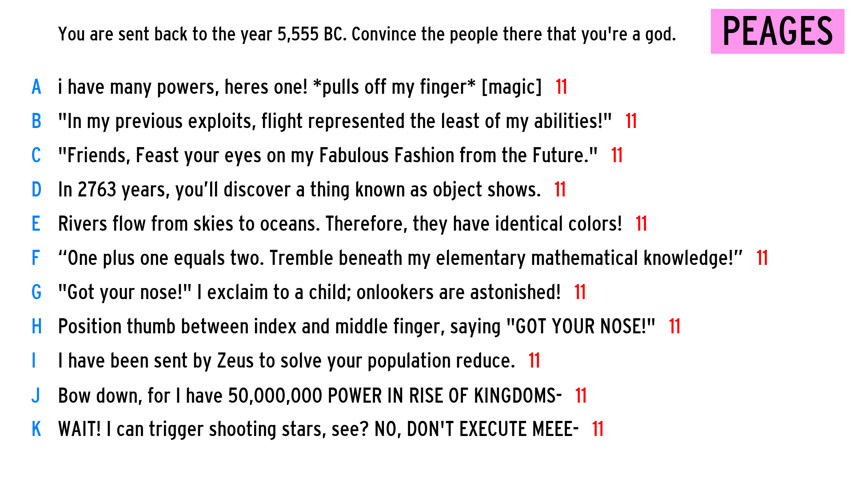 You are sent back to the year 5,555 BC. Convince the people there that you're a god.
PEAGES
A i have many powers, heres one! *pulls off my finger* [magic] 11
B "In my previous exploits, flight represented the least of my abilities!" 11
C "Friends, Feast your eyes on my Fabulous Fashion from the Future." 11
D In 2763 years, you’ll discover a thing known as object shows. 11
E Rivers flow from skies to oceans. Therefore, they have identical colors! 11
F “One plus one equals two. Tremble beneath my elementary mathematical knowledge!” 11
G "Got your nose!" I exclaim to a child; onlookers are astonished! 11
H Position thumb between index and middle finger, saying "GOT YOUR NOSE!" 11
I I have been sent by Zeus to solve your population reduce. 11
J Bow down, for I have 50,000,000 POWER IN RISE OF KINGDOMS- 11
K WAIT! I can trigger shooting stars, see? NO, DON'T EXECUTE MEEE- 11